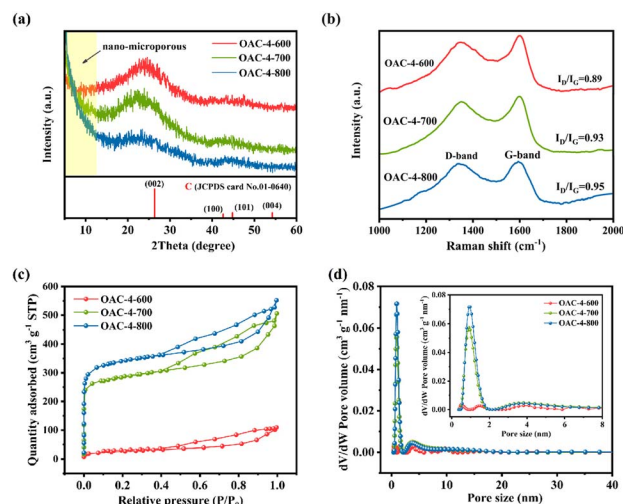 (a)
nano-microporous
OAC-4-600
OAC-4-700
OAC-4-800
Intensity (a.u.)
(002)
C (JCPDS card No.01-0640)
(100)
(101)
(004)
10 20 30 40 50 60
2Theta (degree)
(b)
Intensity (a.u.)
OAC-4-600
I_D/I_G=0.89
OAC-4-700
I_D/I_G=0.93
D-band
G-band
OAC-4-800
I_D/I_G=0.95
1000 1200 1400 1600 1800 2000
Raman shift (cm⁻¹)
(c)
Quantity adsorbed (cm³ g⁻¹ STP)
600
500
400
300
200
100
0
OAC-4-600
OAC-4-700
OAC-4-800
0.0 0.2 0.4 0.6 0.8 1.0
Relative pressure (P/P₀)
(d)
dV/dW Pore volume (cm³ g⁻¹ nm⁻¹)
0.08
0.06
0.04
0.02
0.00
0 10 20 30 40
Pore size (nm)
dV/dW Pore volume (cm³ g⁻¹ nm⁻¹)
0.08
0.06
0.04
0.02
0.00
OAC-4-600
OAC-4-700
OAC-4-800
0 2 4 6 8
Pore size (nm)